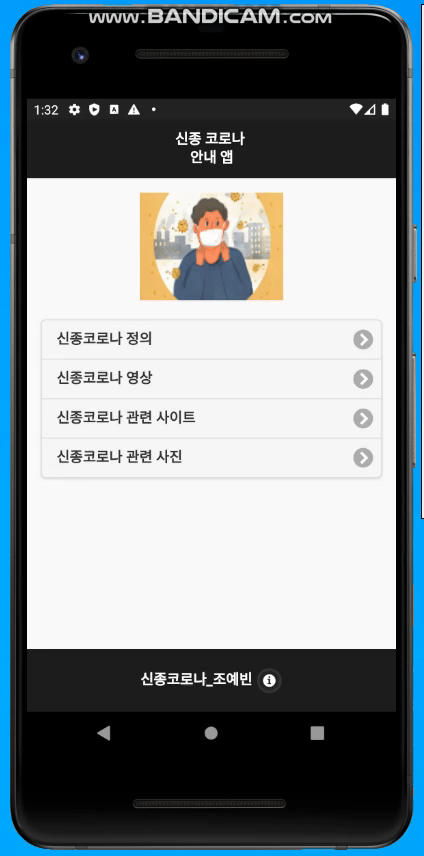 www.BANDICAM.com
1:32
신종 코로나
안내 앱
신종코로나 정의
신종코로나 영상
신종코로나 관련 사이트
신종코로나 관련 사진
신종코로나_조예빈